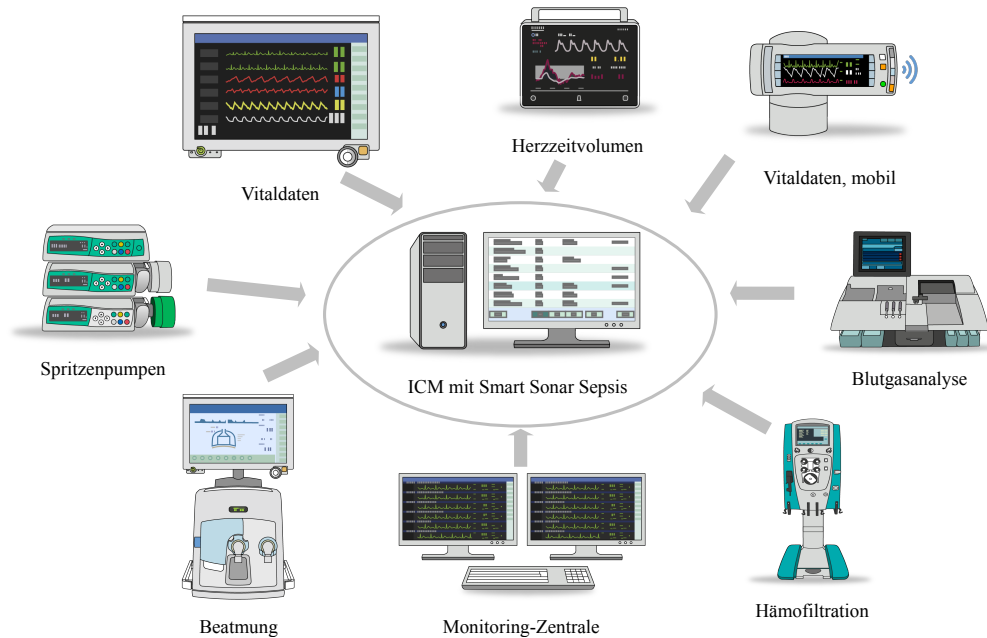 Herzzeitvolumen
Vitaldaten
Vitaldaten, mobil
Spritzenpumpen
ICM mit Smart Sonar Sepsis
Blutgasanalyse
Beatmung
Monitoring-Zentrale
Hämofiltration